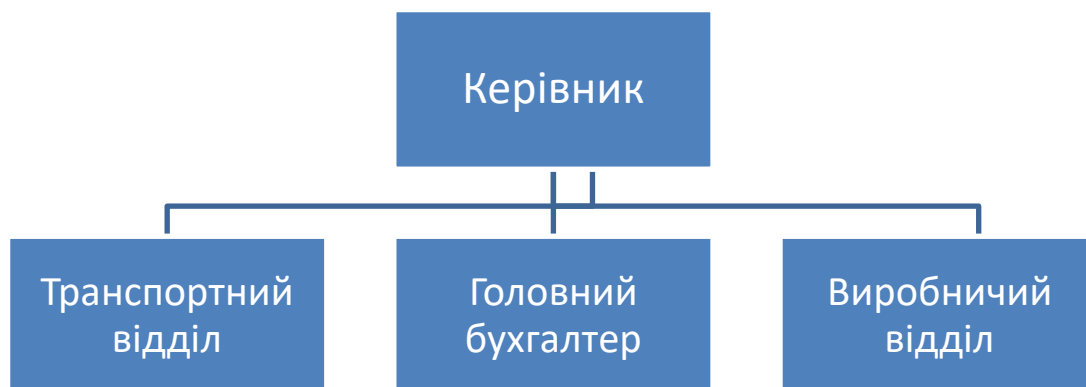 Керівник
Транспортний
відділ
Головний
бухгалтер
Виробничий
відділ